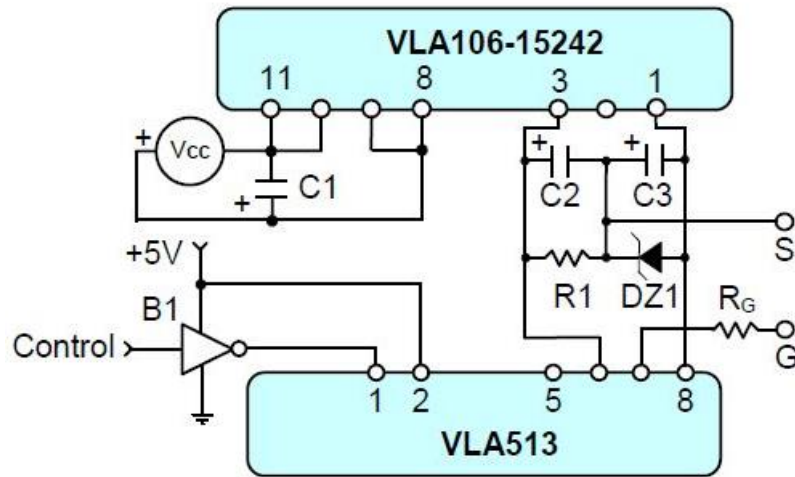 VLA106-15242
11 8 3 1
+ Vcc
+ C1
+ +
C2 C3
S
+5V
R1 DZ1
B1
RG
Control
G
1 2 5 8
VLA513